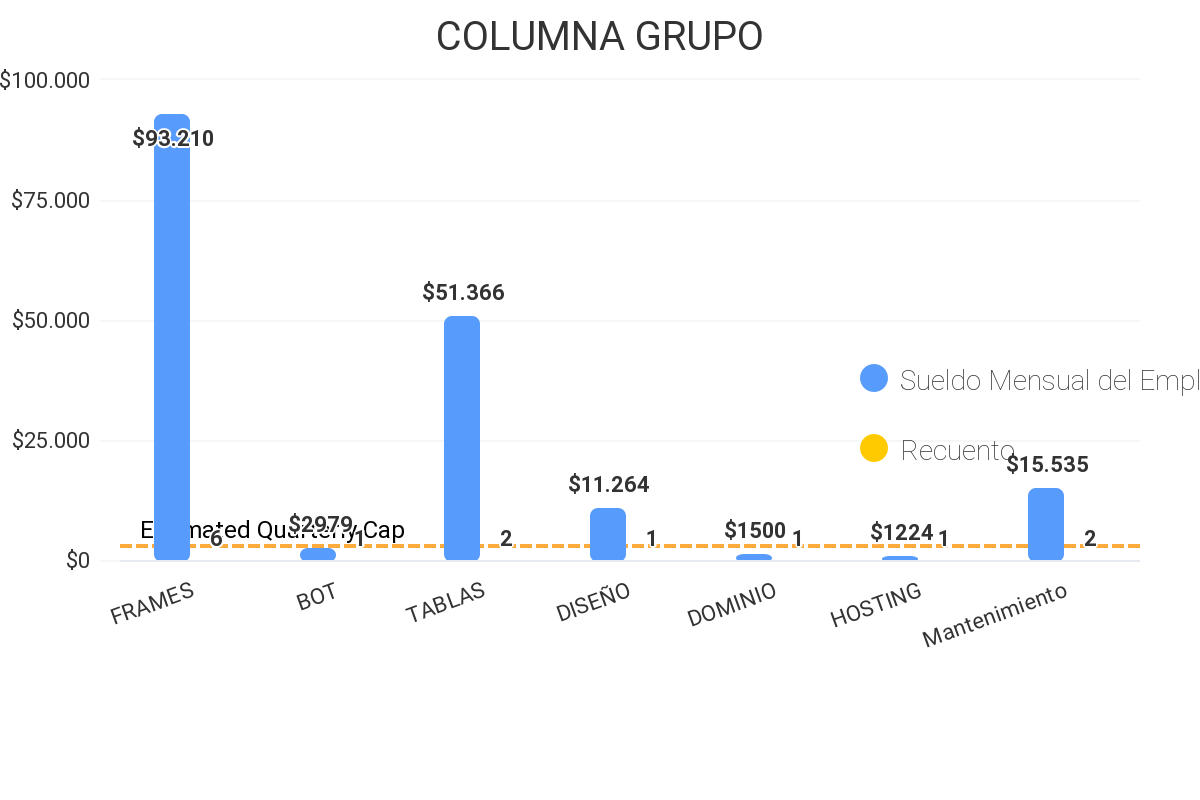 COLUMNA GRUPO
$100.000
$93.210
$75.000
$51.366
$50.000
Sueldo Mensual del Empl
$25.000
Recuento
$15.535
$11.264
Estimated Quarterly Cap
$2979
$1500
$1224
6
1
2
1
1
1
2
$0
FRAMES
BOT
TABLAS
DISEÑO
DOMINIO
HOSTING
Mantenimiento